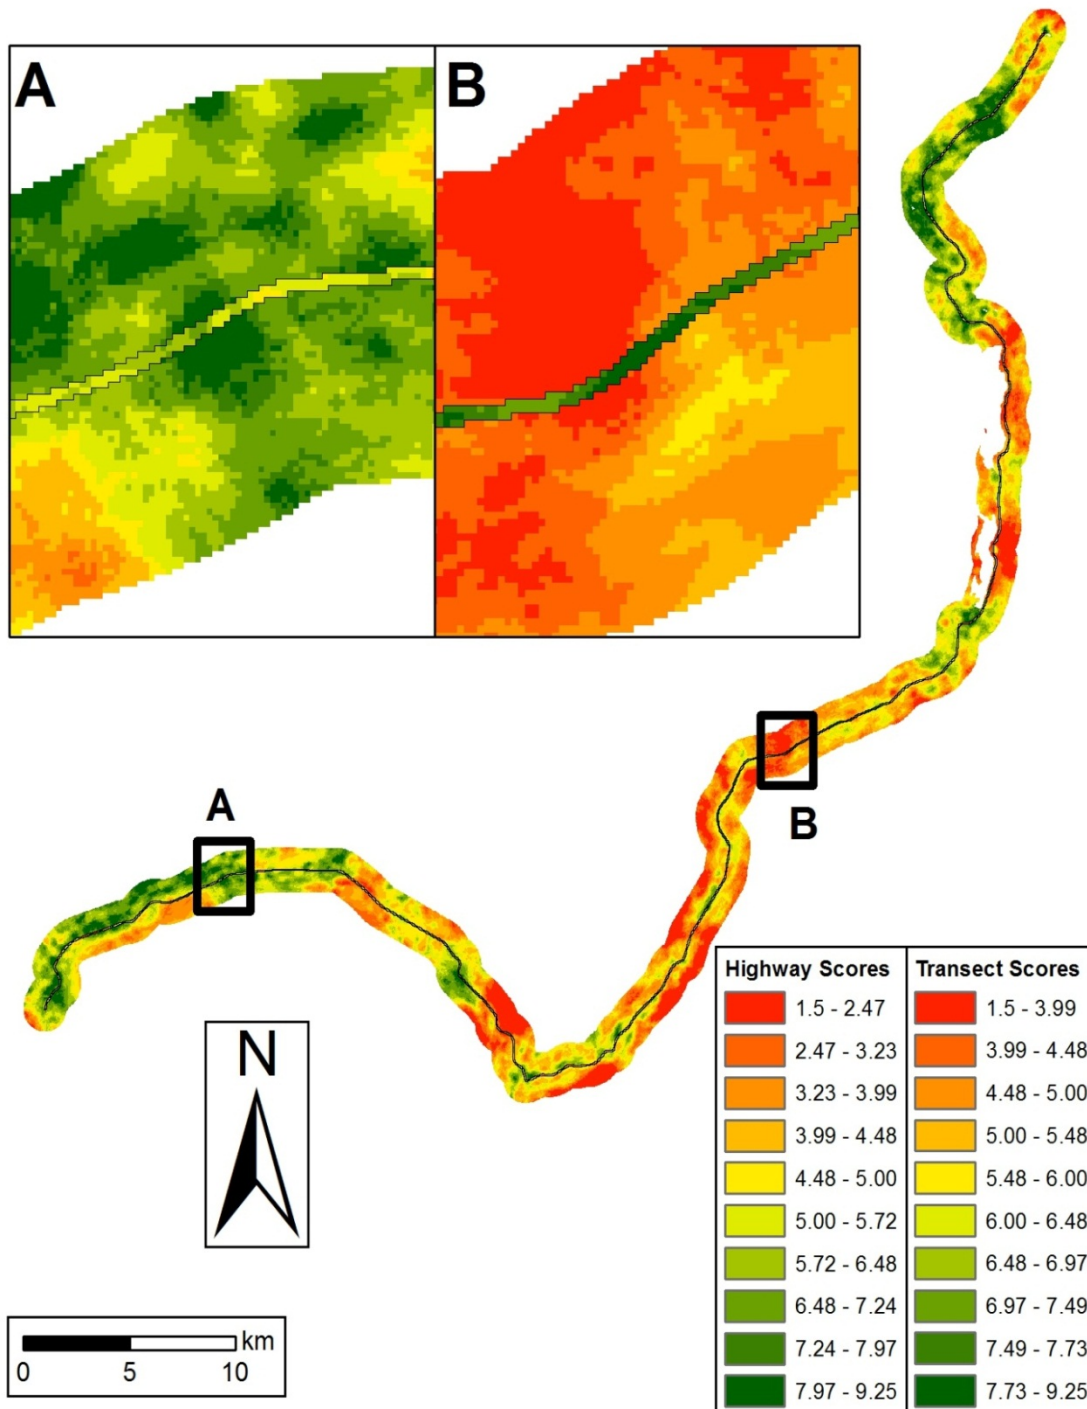 A
B
A
B
N
km
0 5 10
Highway Scores Transect Scores
1.5 - 2.47 1.5 - 3.99
2.47 - 3.23 3.99 - 4.48
3.23 - 3.99 4.48 - 5.00
3.99 - 4.48 5.00 - 5.48
4.48 - 5.00 5.48 - 6.00
5.00 - 5.72 6.00 - 6.48
5.72 - 6.48 6.48 - 6.97
6.48 - 7.24 6.97 - 7.49
7.24 - 7.97 7.49 - 7.73
7.97 - 9.25 7.73 - 9.25